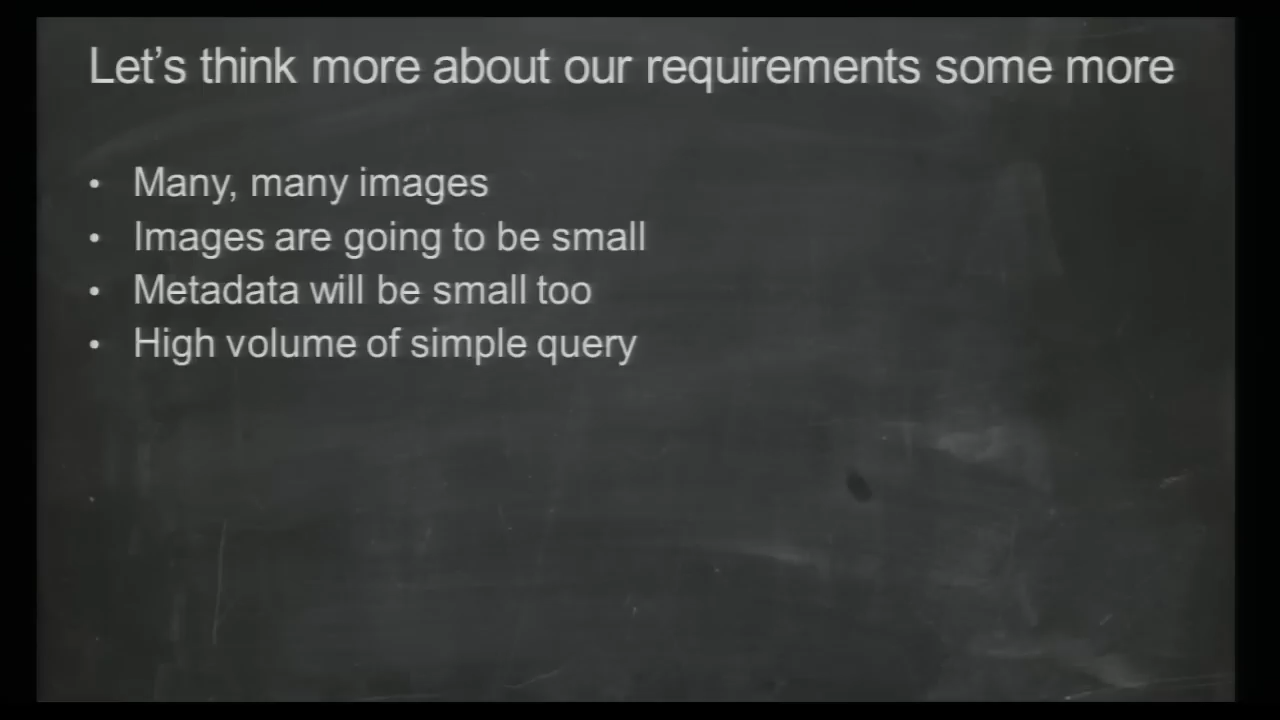 Let's think more about our requirements some more
• Many, many images
• Images are going to be small
• Metadata will be small too
• High volume of simple query